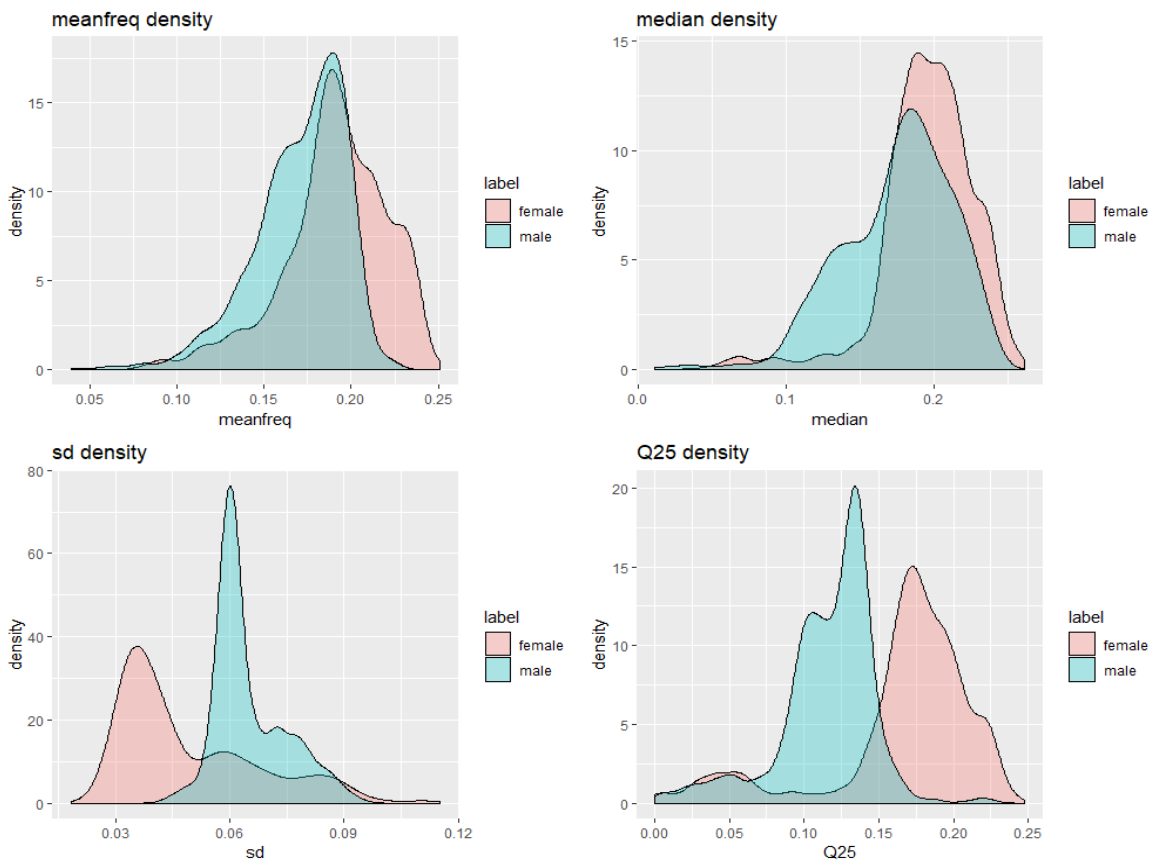 meanfreq density
density
15
10
5
0
0.05 0.10 0.15 0.20 0.25
meanfreq
label
female
male
median density
density
15
10
5
0
0.0 0.1 0.2
median
label
female
male
sd density
density
80
60
40
20
0
0.03 0.06 0.09 0.12
sd
label
female
male
Q25 density
density
20
15
10
5
0
0.00 0.05 0.10 0.15 0.20 0.25
Q25
label
female
male